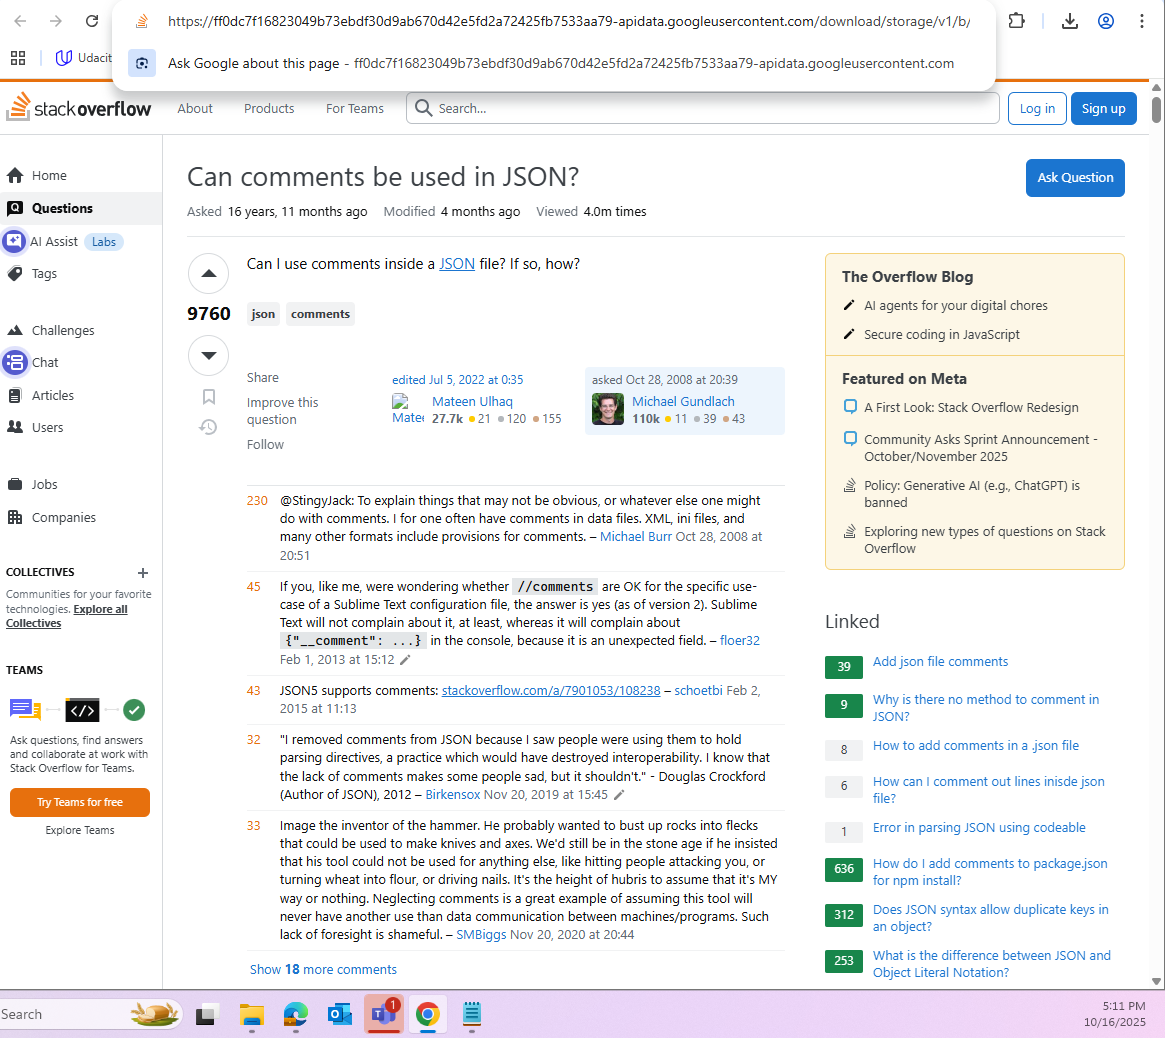 https://ff0dc7f16823049b73ebdf30d9ab670d42e5fd2a72425fb7533aa79-apidata.googleusercontent.com/download/storage/v1/b/
Ask Google about this page - ff0dc7f16823049b73ebdf30d9ab670d42e5fd2a72425fb7533aa79-apidata.googleusercontent.com
Udacit
stackoverflow
About
Products
For Teams
Search...
Log in
Sign up
Home
Questions
AI Assist Labs
Tags
Challenges
Chat
Articles
Users
Jobs
Companies
COLLECTIVES
Communities for your favorite
technologies. Explore all
Collectives
TEAMS
Ask questions, find answers
and collaborate at work with
Stack Overflow for Teams.
Try Teams for free
Explore Teams
Can comments be used in JSON?
Ask Question
Asked 16 years, 11 months ago Modified 4 months ago Viewed 4.0m times
Can I use comments inside a JSON file? If so, how?
9760
json comments
Share
Improve this
question
Follow
edited Jul 5, 2022 at 0:35
Matee
Mateen Ulhaq
27.7k 21 120 155
asked Oct 28, 2008 at 20:39
Michael Gundlach
110k 11 39 43
230 @StingyJack: To explain things that may not be obvious, or whatever else one might
do with comments. I for one often have comments in data files. XML, ini files, and
many other formats include provisions for comments. – Michael Burr Oct 28, 2008 at
20:51
45 If you, like me, were wondering whether //comments are OK for the specific use-
case of a Sublime Text configuration file, the answer is yes (as of version 2). Sublime
Text will not complain about it, at least, whereas it will complain about
{"__comment": ...} in the console, because it is an unexpected field. – floer32
Feb 1, 2013 at 15:12
43 JSON5 supports comments: stackoverflow.com/a/7901053/108238 – schoetbi Feb 2,
2015 at 11:13
32 "I removed comments from JSON because I saw people were using them to hold
parsing directives, a practice which would have destroyed interoperability. I know that
the lack of comments makes some people sad, but it shouldn't." - Douglas Crockford
(Author of JSON), 2012 – Birkensox Nov 20, 2019 at 15:45
33 Image the inventor of the hammer. He probably wanted to bust up rocks into flecks
that could be used to make knives and axes. We'd still be in the stone age if he insisted
that his tool could not be used for anything else, like hitting people attacking you, or
turning wheat into flour, or driving nails. It's the height of hubris to assume that it's MY
way or nothing. Neglecting comments is a great example of assuming this tool will
never have another use than data communication between machines/programs. Such
lack of foresight is shameful. – SMBiggs Nov 20, 2020 at 20:44
Show 18 more comments
The Overflow Blog
AI agents for your digital chores
Secure coding in JavaScript
Featured on Meta
A First Look: Stack Overflow Redesign
Community Asks Sprint Announcement -
October/November 2025
Policy: Generative AI (e.g., ChatGPT) is
banned
Exploring new types of questions on Stack
Overflow
Linked
39 Add json file comments
9 Why is there no method to comment in
JSON?
8 How to add comments in a .json file
6 How can I comment out lines inisde json
file?
1 Error in parsing JSON using codeable
636 How do I add comments to package.json
for npm install?
312 Does JSON syntax allow duplicate keys in
an object?
253 What is the difference between JSON and
Object Literal Notation?
Search
1
5:11 PM
10/16/2025